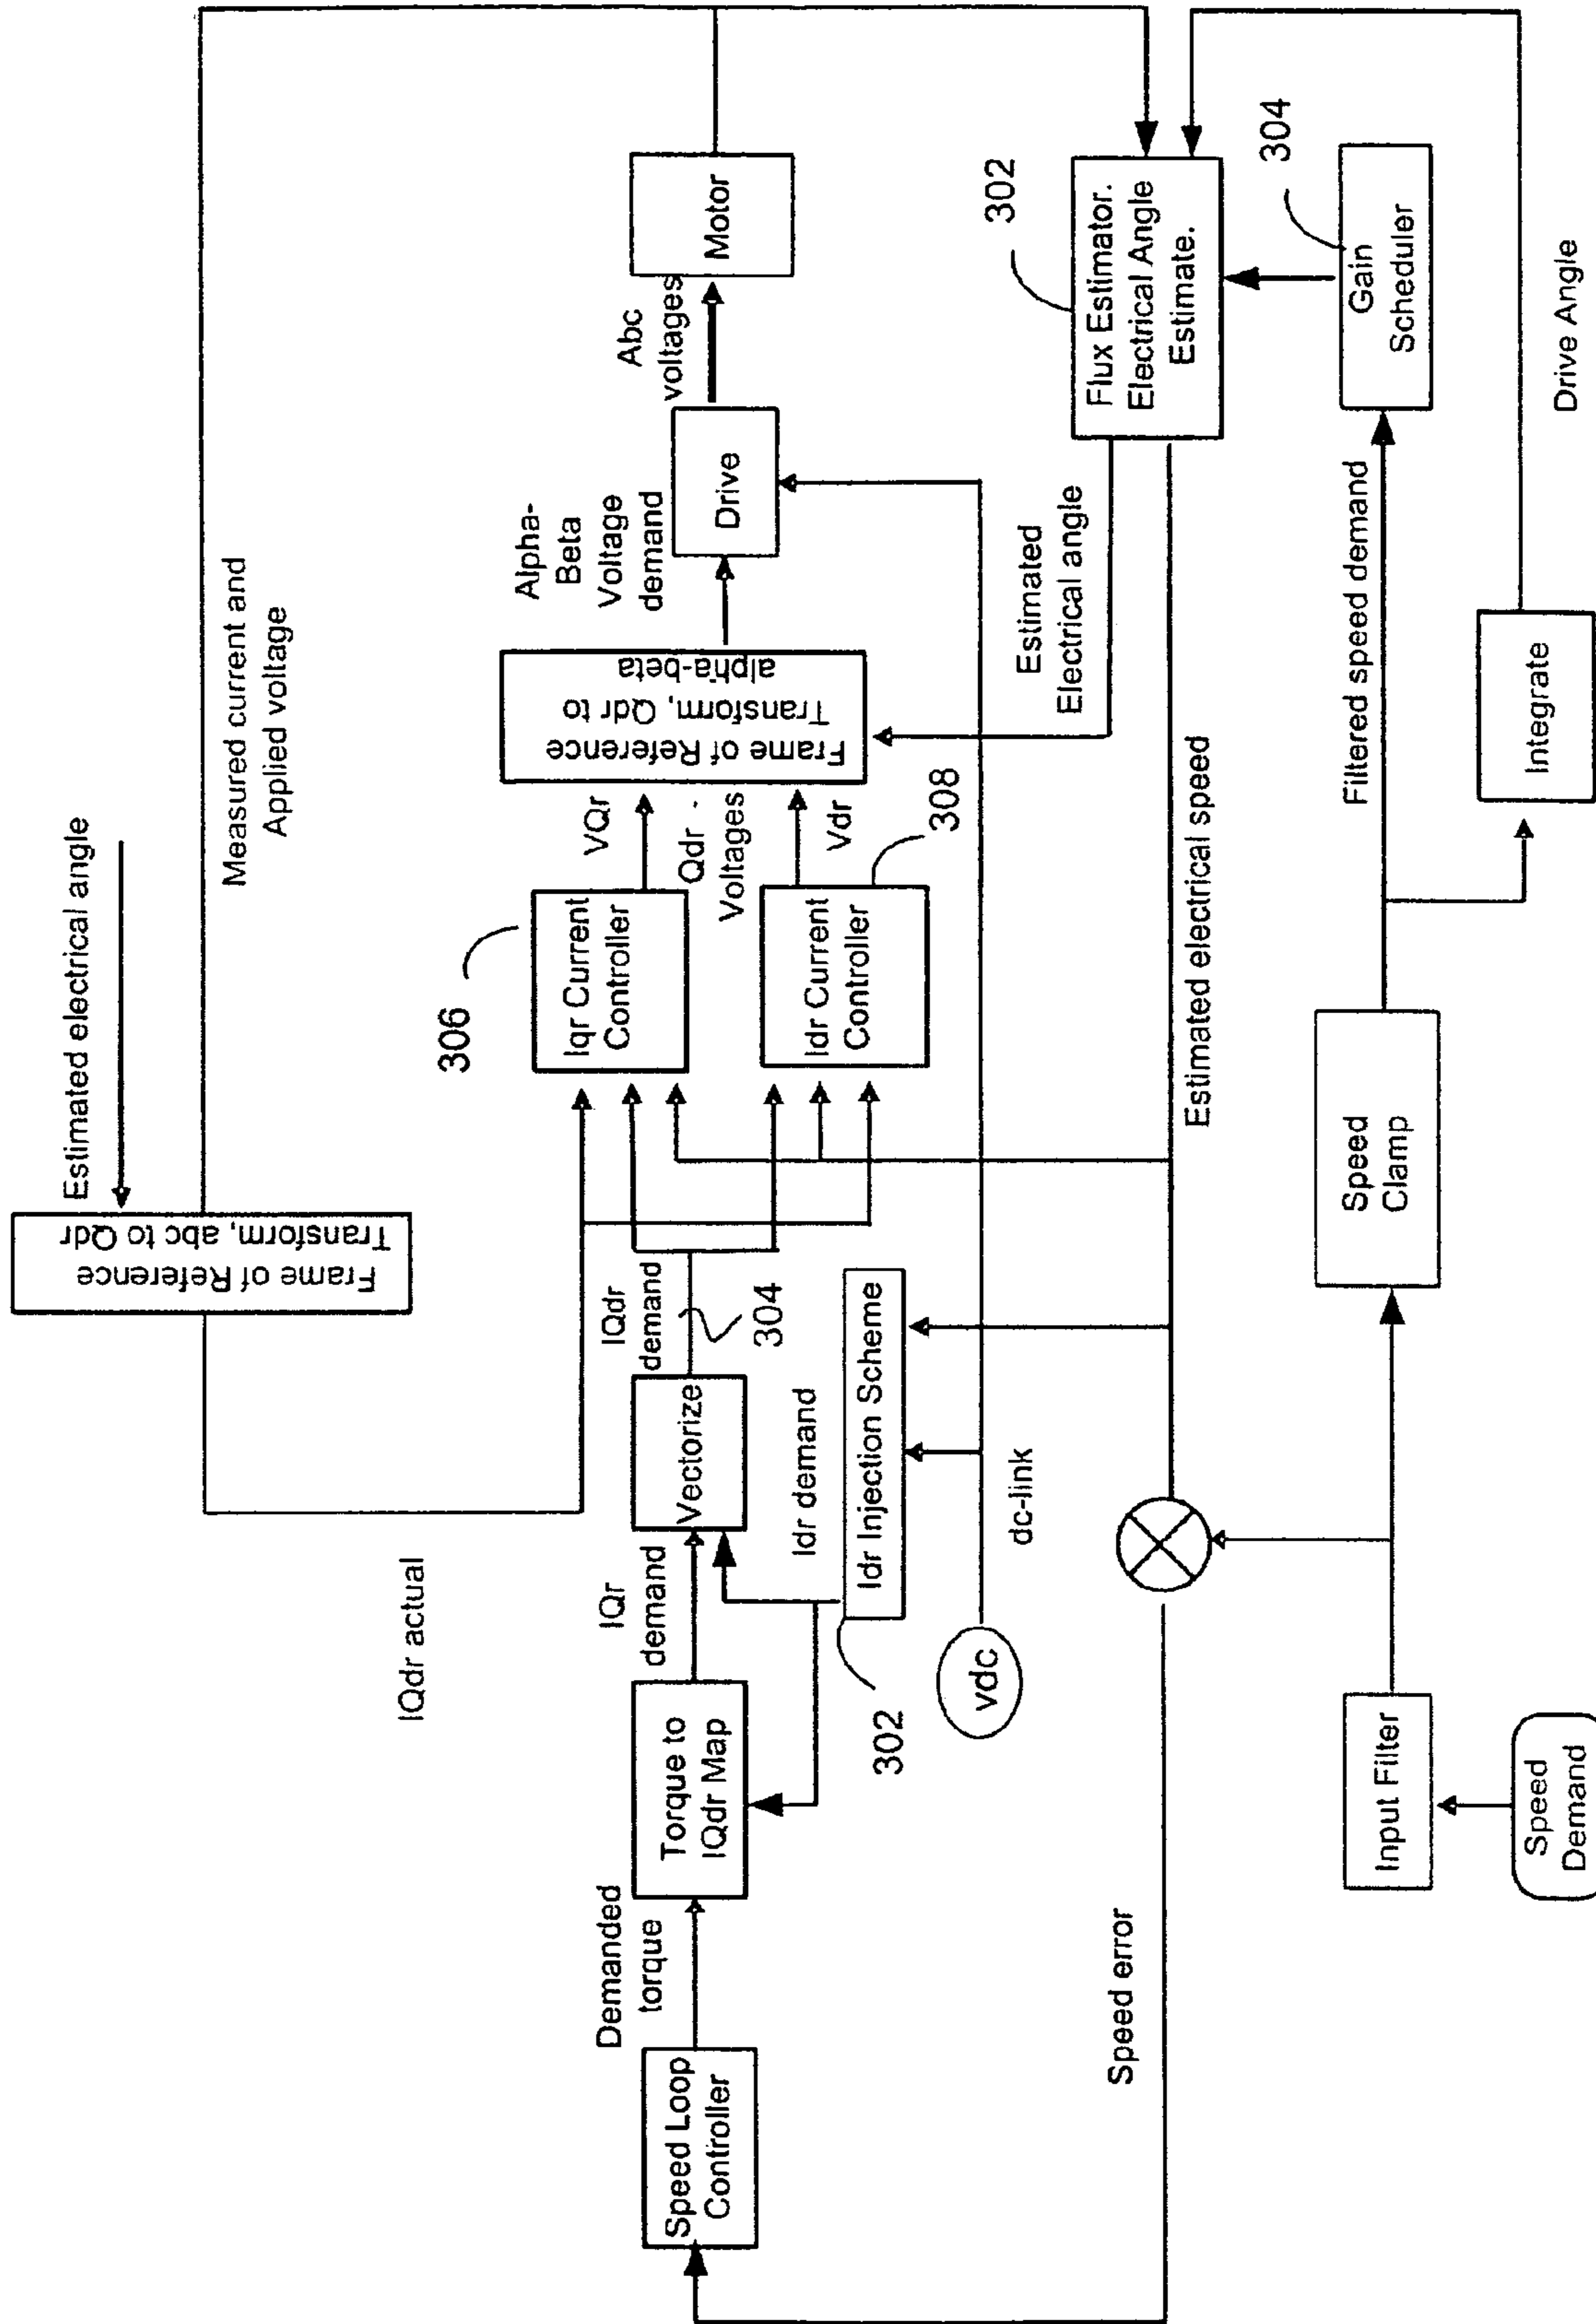 Estimated electrical angle
Frame of Reference
Transform, abc to Qdr
Measured current and
Applied voltage
IQdr actual
Speed Loop
Controller
Demanded
torque
Torque to
IQdr Map
IQr
demand
Vectorize
IQdr
demand
304
306
Iqr Current
Controller
VQr
Qdr -
Voltages
Idr Current
Controller
Vdr
308
Frame of Reference
Transform, Qdr to
alpha-beta
Alpha-
Beta
Voltage
demand
Drive
Abc
voltages
Motor
Idr demand
Idr Injection Scheme
302
vdc
dc-link
Estimated
Electrical angle
302
Flux Estimator.
Electrical Angle
Estimate.
Speed error
Estimated electrical speed
304
Gain
Scheduler
Speed
Demand
Input Filter
Speed
Clamp
Filtered speed demand
Integrate
Drive Angle